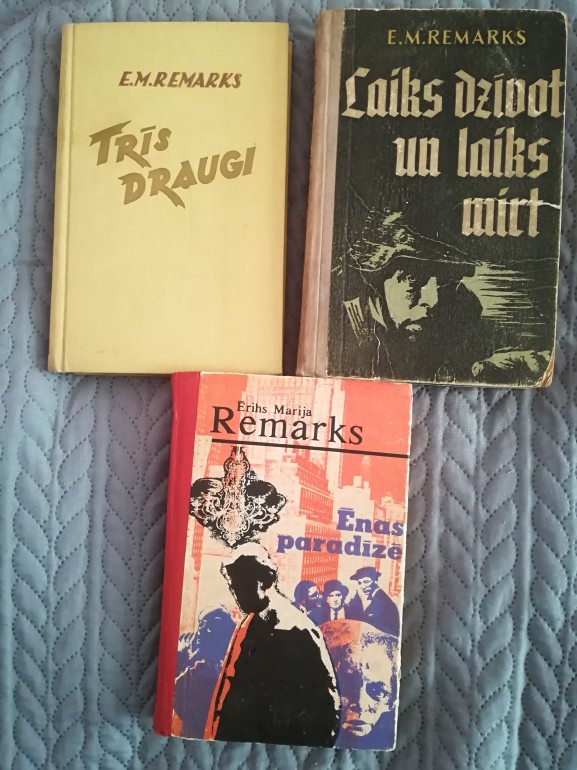 E.M.REMARKS
TRĪS
DRAUGI
E.M.REMARKS
Laiks dzīvot
un laiks
mirt
Ērihs Marija
Remarks
Ēnas
paradīzē